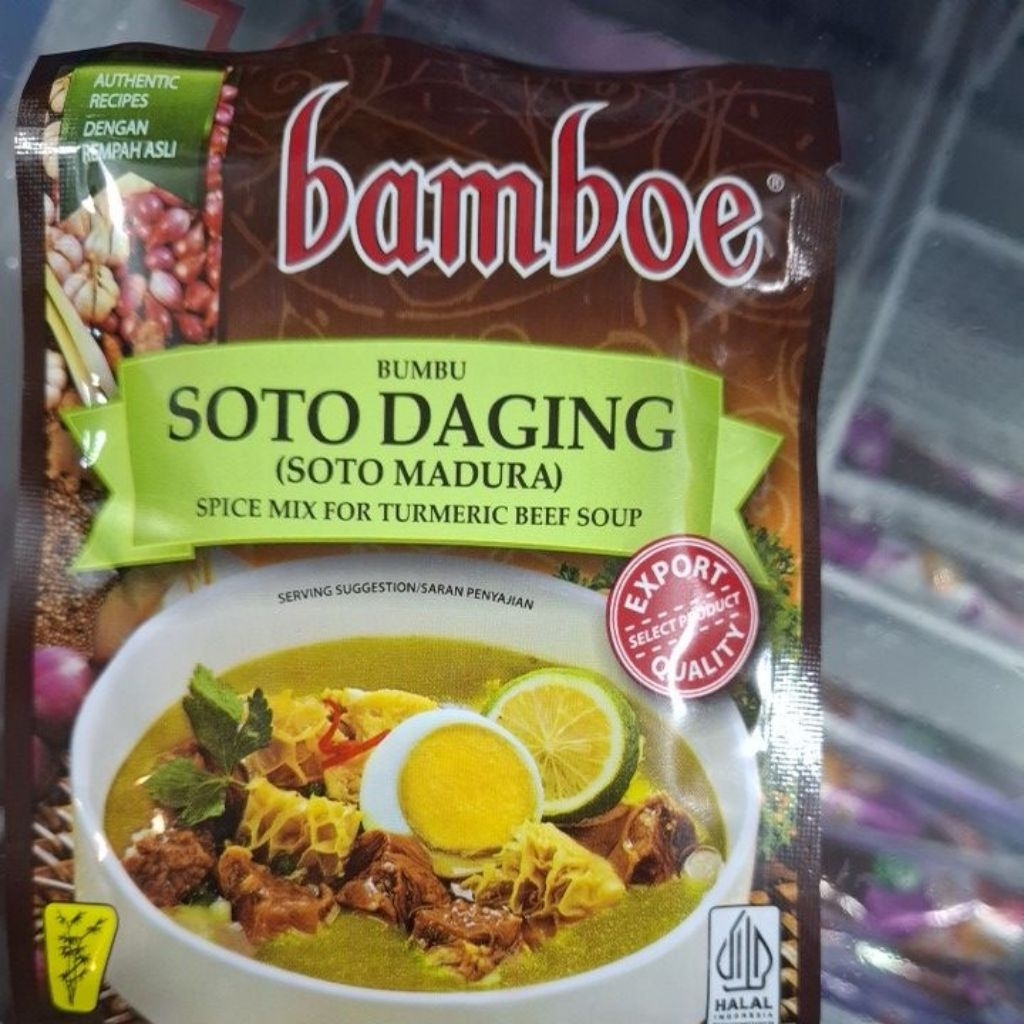 AUTHENTIC
RECIPES
DENGAN
REMPAH ASLI
bamboe®
BUMBU
SOTO DAGING
(SOTO MADURA)
SPICE MIX FOR TURMERIC BEEF SOUP
SERVING SUGGESTION/SARAN PENYAJIAN
EXPORT
SELECT PRODUCT
QUALITY
HALAL
INDONESIA